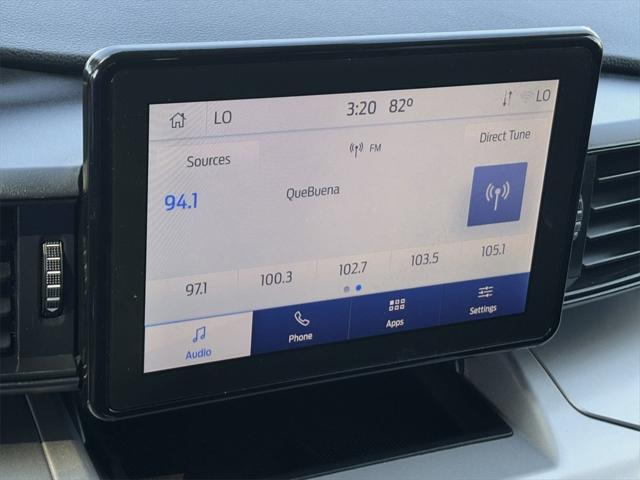 LO 3:20 82° LO
Sources FM Direct Tune
94.1 QueBuena
97.1 100.3 102.7 103.5 105.1
Audio Phone Apps Settings